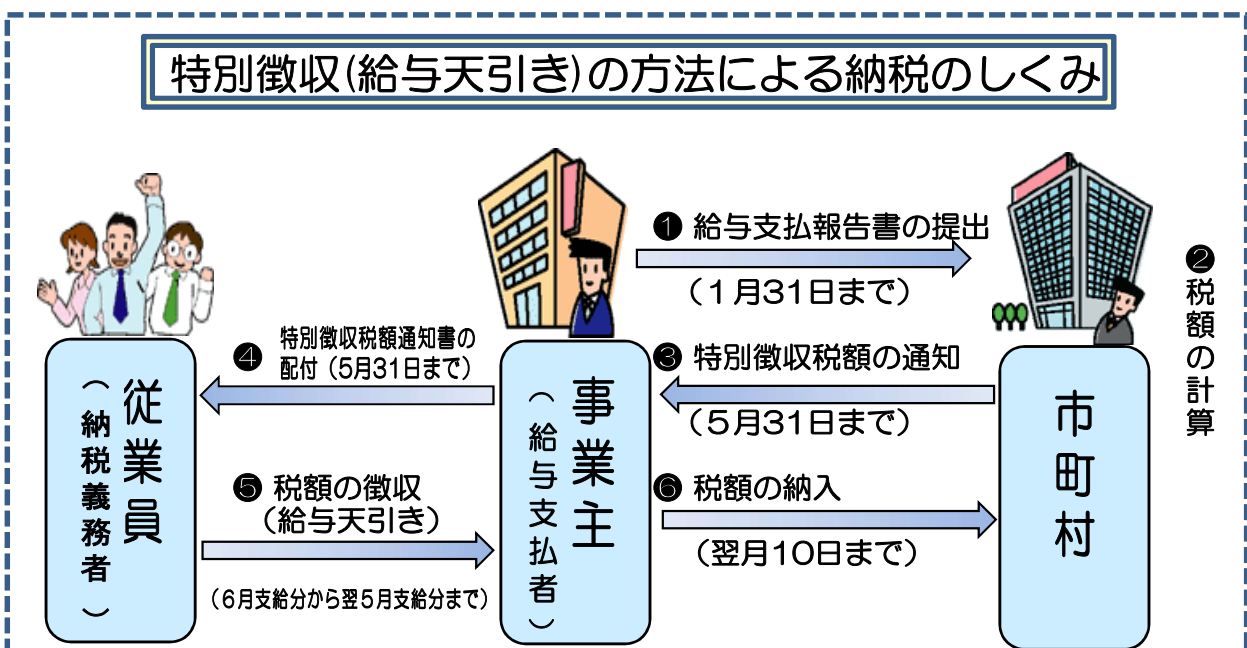 特別徴収(給与天引き)の方法による納税のしくみ
❶ 給与支払報告書の提出
(1月31日まで)
❷税額の計算
❸ 特別徴収税額の通知
(5月31日まで)
❹ 特別徴収税額通知書の
配付(5月31日まで)
❺ 税額の徴収
(給与天引き)
(6月支給分から翌5月支給分まで)
❻ 税額の納入
(翌月10日まで)
従業員
(納税義務者)
事業主
(給与支払者)
市町村